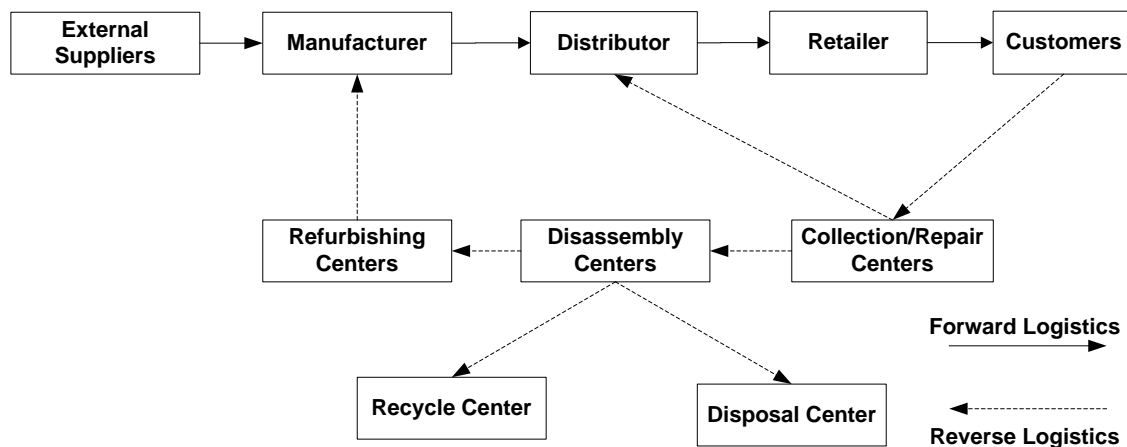 External
Suppliers
Manufacturer
Distributor
Retailer
Customers
Refurbishing
Centers
Disassembly
Centers
Collection/Repair
Centers
Forward Logistics
Recycle Center
Disposal Center
Reverse Logistics